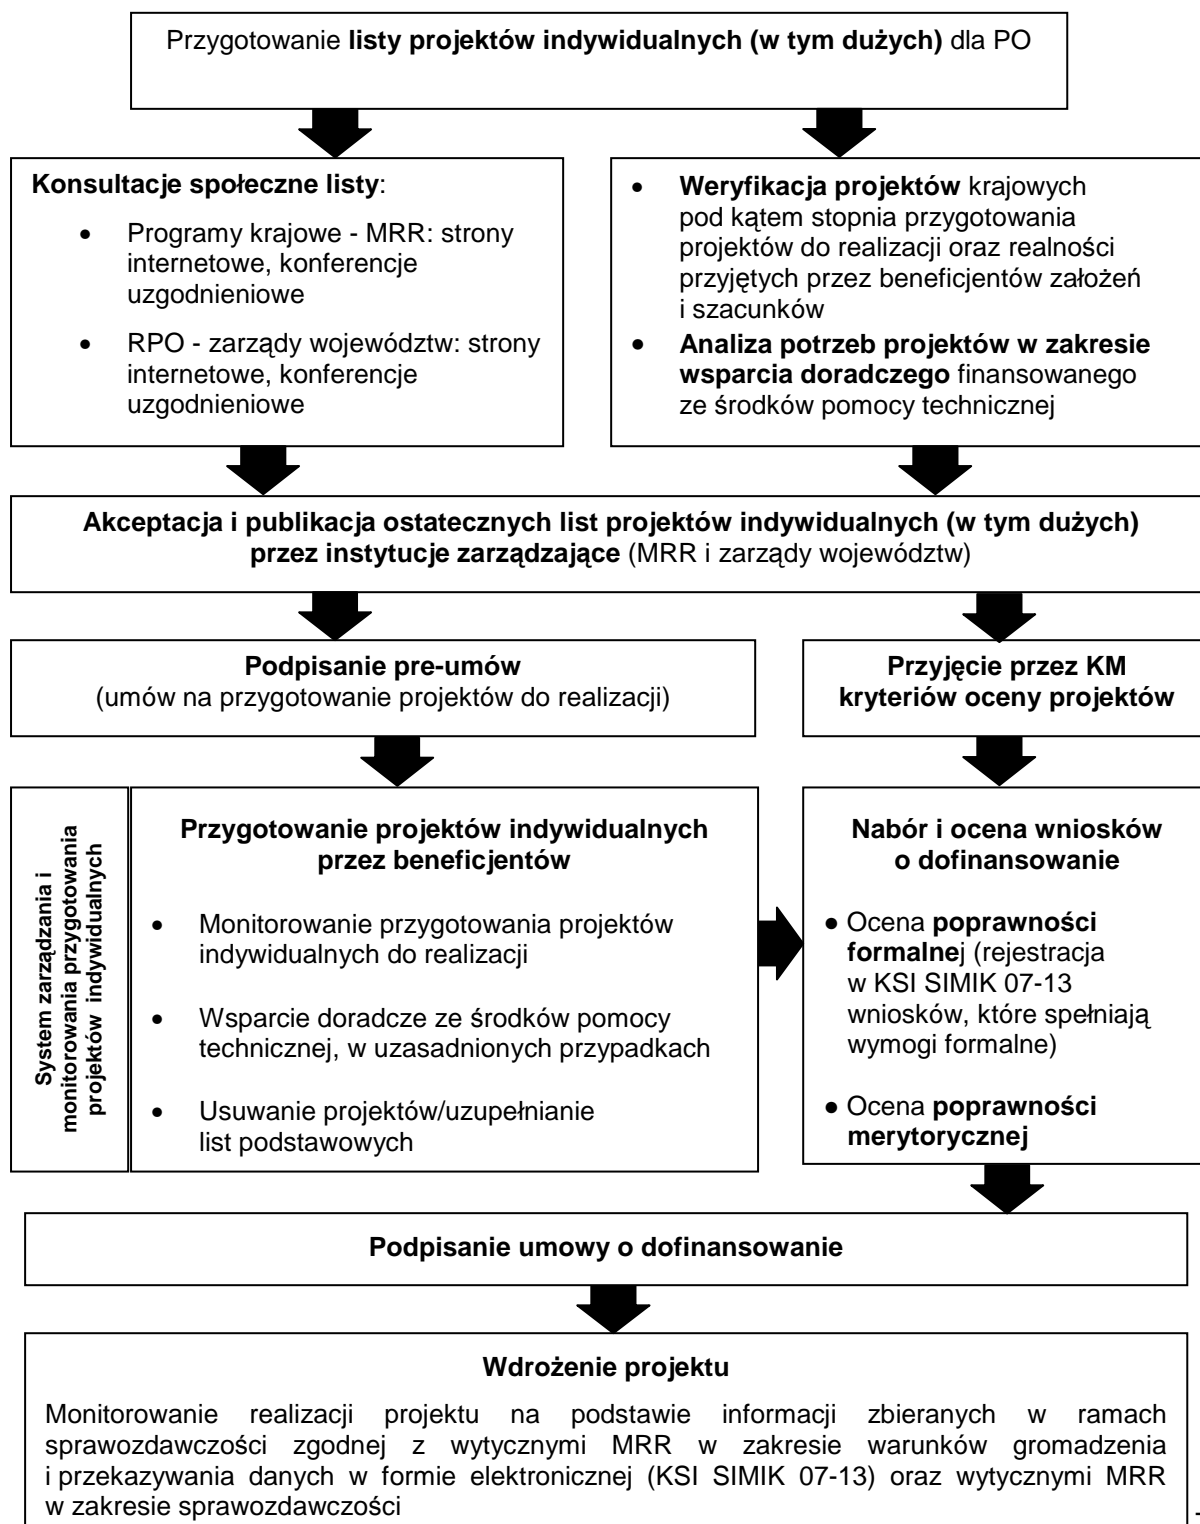 Przygotowanie listy projektów indywidualnych (w tym dużych) dla PO
Konsultacje społeczne listy:
• Programy krajowe - MRR: strony
internetowe, konferencje
uzgodnieniowe
• RPO - zarządy województw: strony
internetowe, konferencje
uzgodnieniowe
• Weryfikacja projektów krajowych
pod kątem stopnia przygotowania
projektów do realizacji oraz realności
przyjętych przez beneficjentów założeń
i szacunków
• Analiza potrzeb projektów w zakresie
wsparcia doradczego finansowanego
ze środków pomocy technicznej
Akceptacja i publikacja ostatecznych list projektów indywidualnych (w tym dużych)
przez instytucje zarządzające (MRR i zarządy województw)
Podpisanie pre-umów
(umów na przygotowanie projektów do realizacji)
Przyjęcie przez KM
kryteriów oceny projektów
System zarządzania i
monitorowania przygotowania
projektów indywidualnych
Przygotowanie projektów indywidualnych
przez beneficjentów
• Monitorowanie przygotowania projektów
indywidualnych do realizacji
• Wsparcie doradcze ze środków pomocy
technicznej, w uzasadnionych przypadkach
• Usuwanie projektów/uzupełnianie
list podstawowych
Nabór i ocena wniosków
o dofinansowanie
• Ocena poprawności
formalnej (rejestracja
w KSI SIMIK 07-13
wniosków, które spełniają
wymogi formalne)
• Ocena poprawności
merytorycznej
Podpisanie umowy o dofinansowanie
Wdrożenie projektu
Monitorowanie realizacji projektu na podstawie informacji zbieranych w ramach
sprawozdawczości zgodnej z wytycznymi MRR w zakresie warunków gromadzenia
i przekazywania danych w formie elektronicznej (KSI SIMIK 07-13) oraz wytycznymi MRR
w zakresie sprawozdawczości